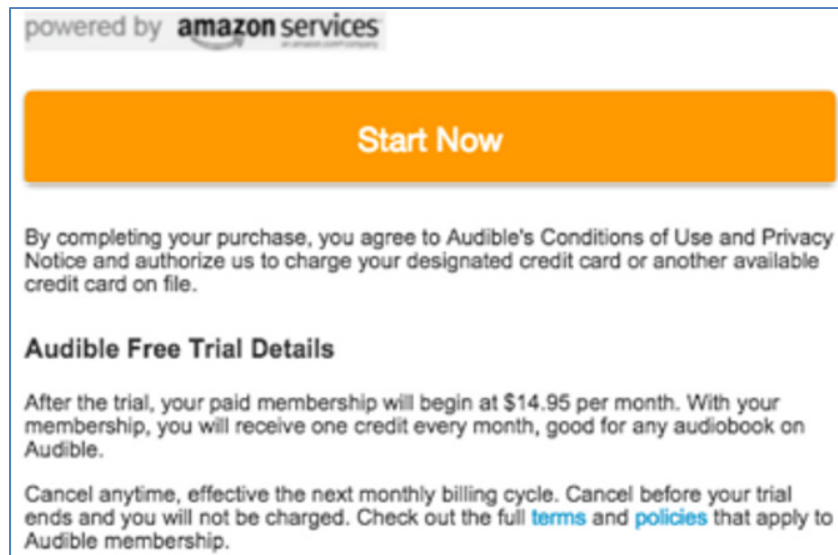 powered by amazon services
an amazon.com company
Start Now
By completing your purchase, you agree to Audible's Conditions of Use and Privacy
Notice and authorize us to charge your designated credit card or another available
credit card on file.
Audible Free Trial Details
After the trial, your paid membership will begin at $14.95 per month. With your
membership, you will receive one credit every month, good for any audiobook on
Audible.
Cancel anytime, effective the next monthly billing cycle. Cancel before your trial
ends and you will not be charged. Check out the full terms and policies that apply to
Audible membership.